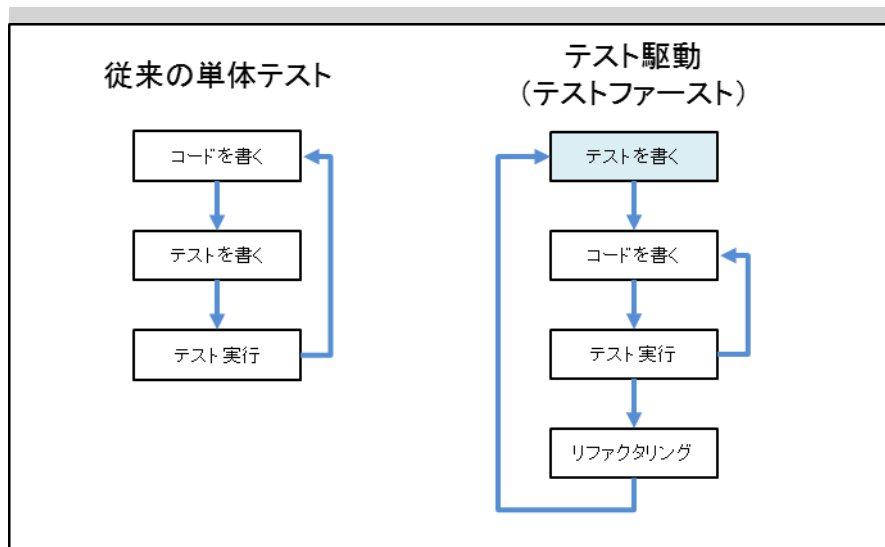 従来の単体テスト
コードを書く
テストを書く
テスト実行
テスト駆動
(テストファースト)
テストを書く
コードを書く
テスト実行
リファクタリング